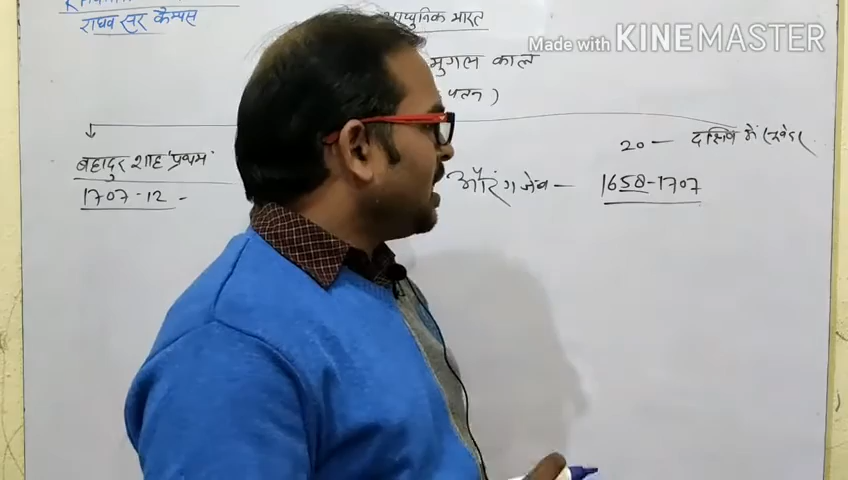 राघव सर कैम्पस
आधुनिक भारत
Made with KINEMASTER
मुगल काल
पतन )
20 — दक्षिण में
बहादुर शाह 'प्रथम'
1707-12 -
औरंगजेब — 1658-1707